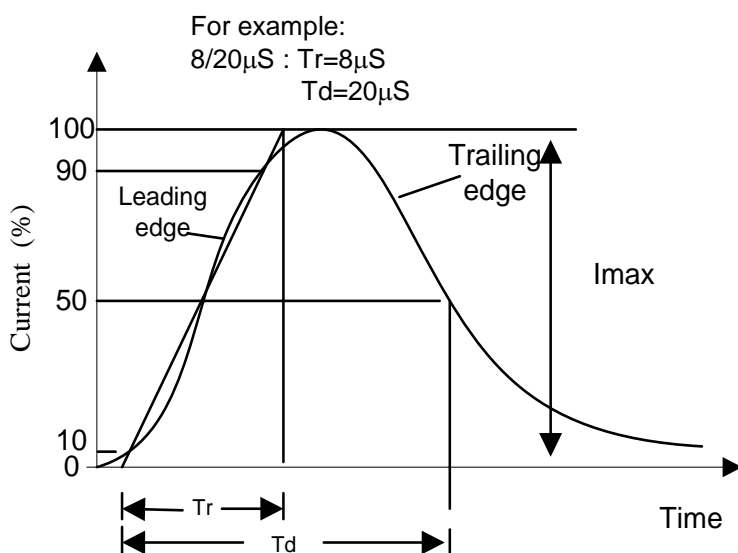 For example:
8/20μS : Tr=8μS
Td=20μS
100
90
Leading
edge
Trailing
edge
Current (%)
Imax
50
10
0
Tr
Time
Td